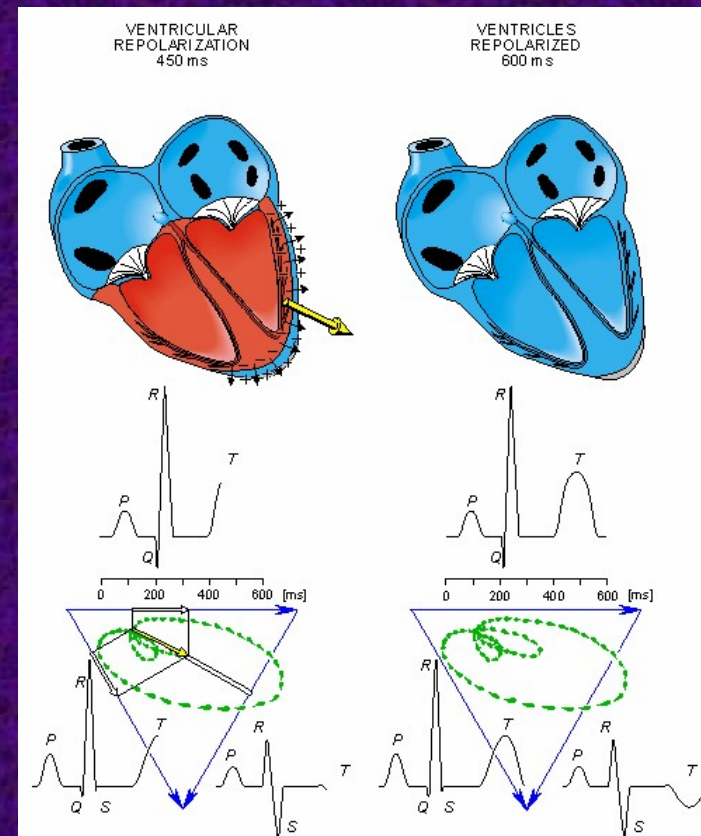 VENTRICULAR
REPOLARIZATION
450 ms
VENTRICLES
REPOLARIZED
600 ms
R
T
P
Q
R
T
P
Q
0 200 400 600 [ms]
0 200 400 600 [ms]
R
P
T
Q S
R
P
T
S
R
P
T
Q S
R
P
T
S